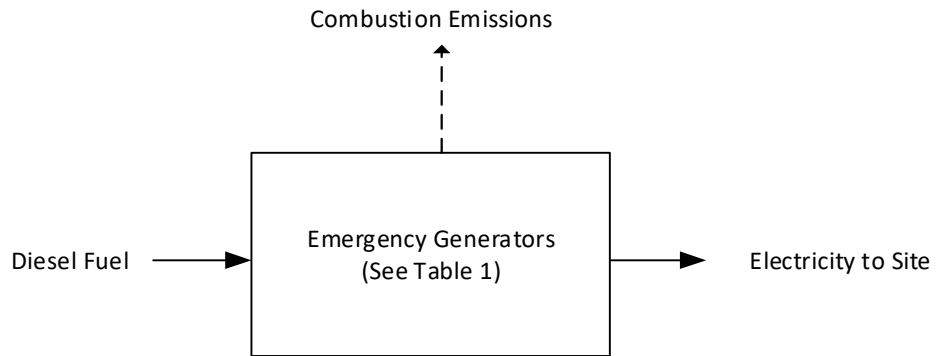 Combustion Emissions
Emergency Generators
(See Table 1)
Diesel Fuel
Electricity to Site